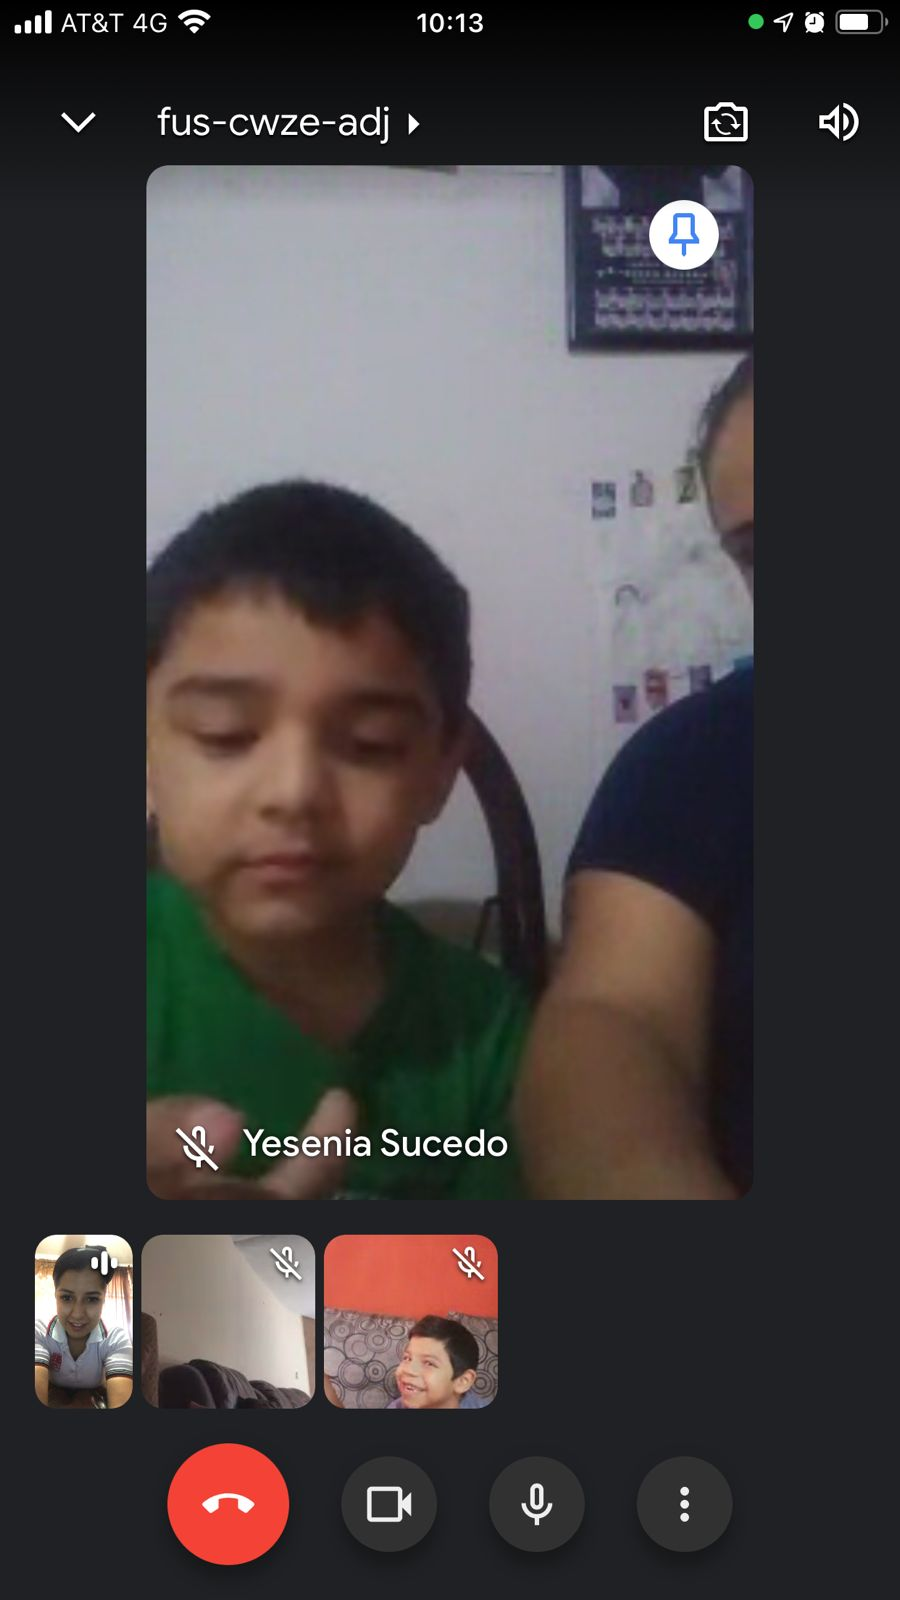 AT&T 4G
10:13
fus-cwze-adj
Yesenia Sucedo